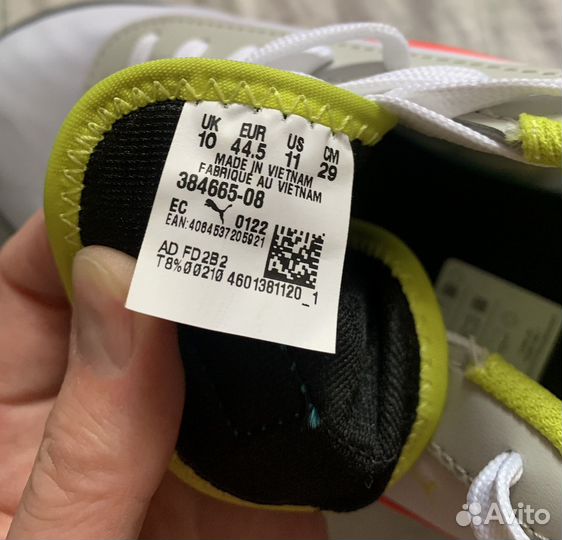 UK EUR US CM
10 44.5 11 29
MADE IN VIETNAM
FABRIQUÉ AU VIETNAM
384665-08
EC 0122
EAN:4064537205921
AD FD2B2
T8%00210 4601381120_1
Avito